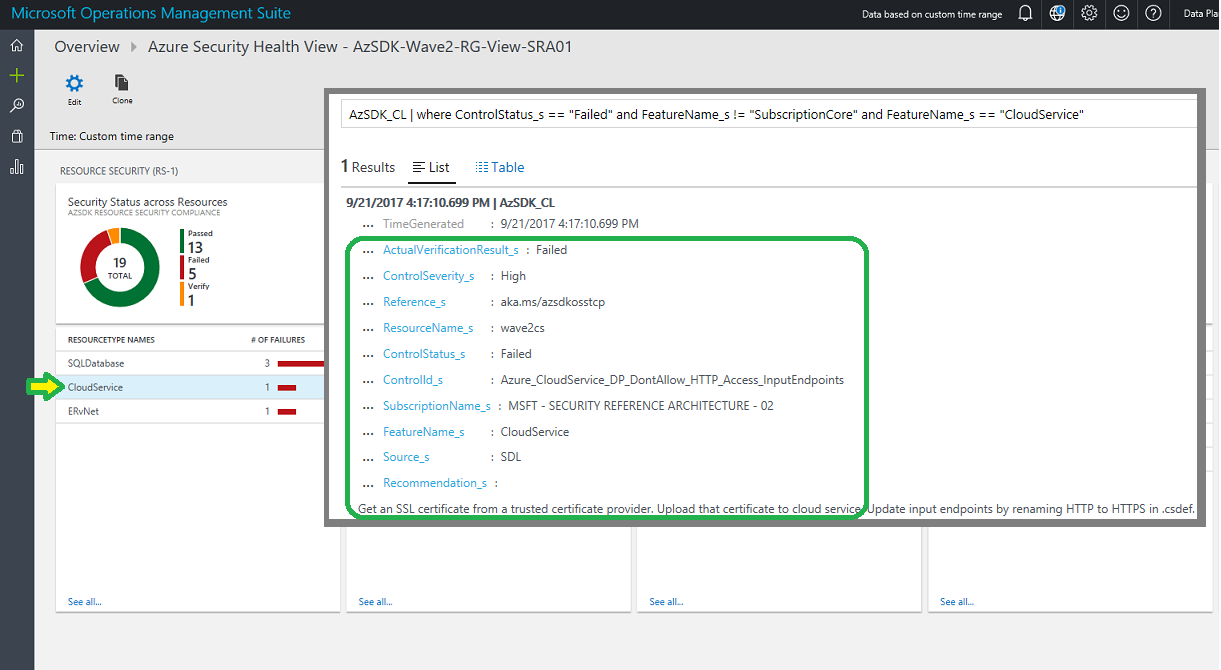 Microsoft Operations Management Suite
Data based on custom time range
Data Pla
Overview Azure Security Health View - AzSDK-Wave2-RG-View-SRA01
Edit
Clone
Time: Custom time range
RESOURCE SECURITY (RS-1)
Security Status across Resources
AZSDK RESOURCE SECURITY COMPLIANCE
19
TOTAL
Passed
13
Failed
5
Verify
1
RESOURCETYPE NAMES # OF FAILURES
SQLDatabase 3
CloudService 1
ERvNet 1
AzSDK_CL | where ControlStatus_s == "Failed" and FeatureName_s != "SubscriptionCore" and FeatureName_s == "CloudService"
1 Results List Table
9/21/2017 4:17:10.699 PM | AzSDK_CL
... TimeGenerated : 9/21/2017 4:17:10.699 PM
... ActualVerificationResult_s : Failed
... ControlSeverity_s : High
... Reference_s : aka.ms/azsdkosstcp
... ResourceName_s : wave2cs
... ControlStatus_s : Failed
... ControlId_s : Azure_CloudService_DP_DontAllow_HTTP_Access_InputEndpoints
... SubscriptionName_s : MSFT - SECURITY REFERENCE ARCHITECTURE - 02
... FeatureName_s : CloudService
... Source_s : SDL
... Recommendation_s :
Get an SSL certificate from a trusted certificate provider. Upload that certificate to cloud service. Update input endpoints by renaming HTTP to HTTPS in .csdef.
See all... See all... See all... See all...